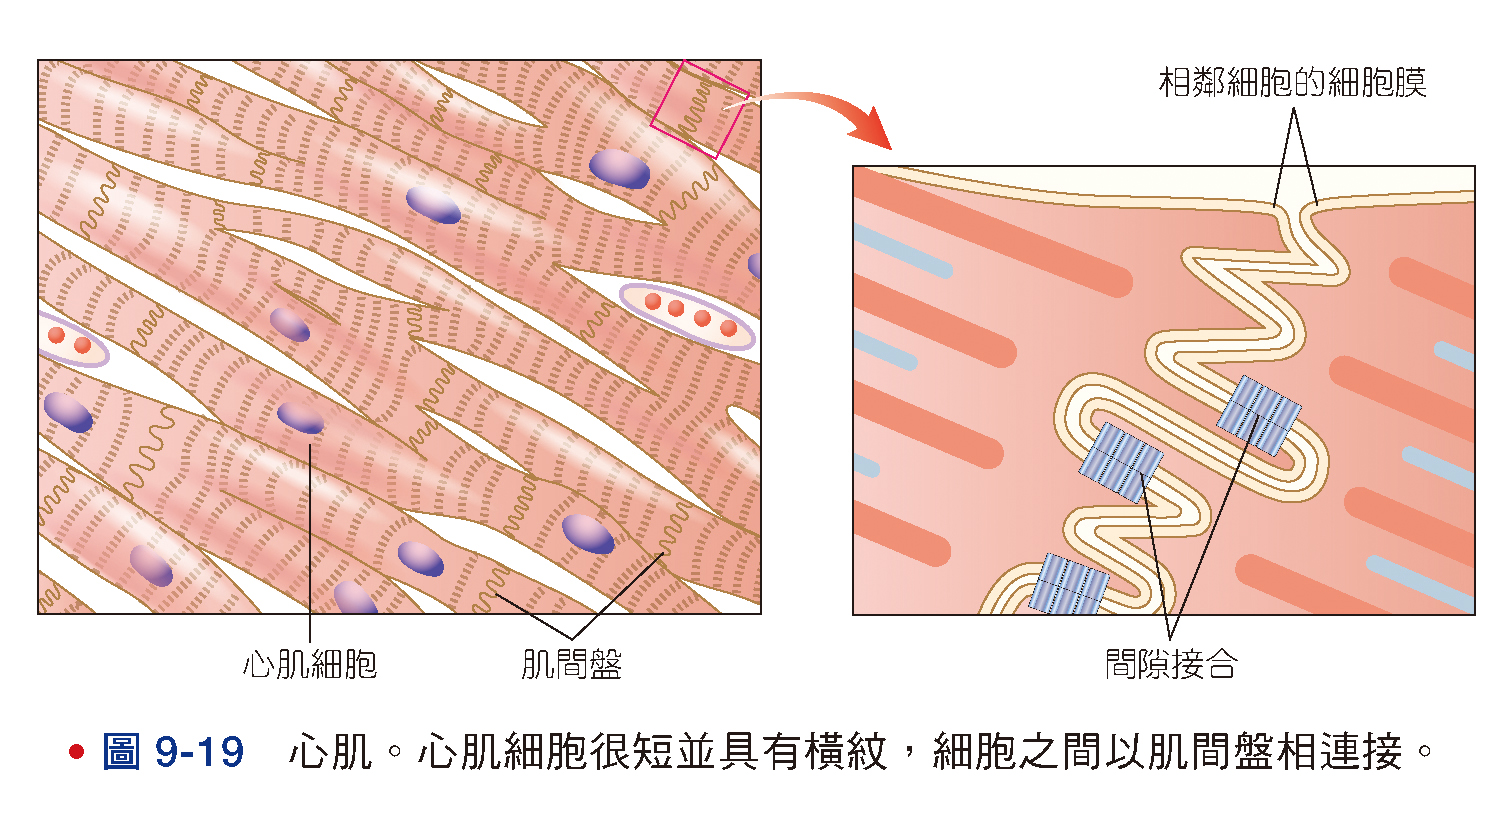 相鄰細胞的細胞膜
心肌細胞
肌間盤
間隙接合
• 圖 9-19 心肌。心肌細胞很短並具有橫紋，細胞之間以肌間盤相連接。